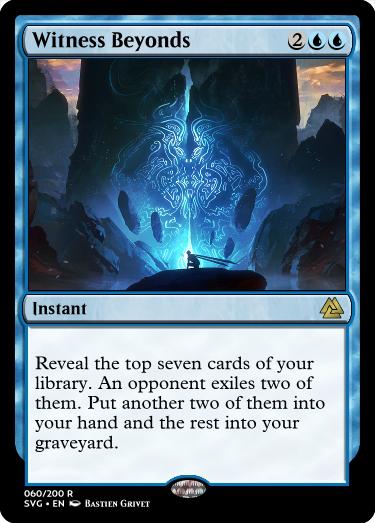 Witness Beyonds 2
Instant
Reveal the top seven cards of your
library. An opponent exiles two of
them. Put another two of them into
your hand and the rest into your
graveyard.
060/200 R
SVG • EN Bastien Grivet